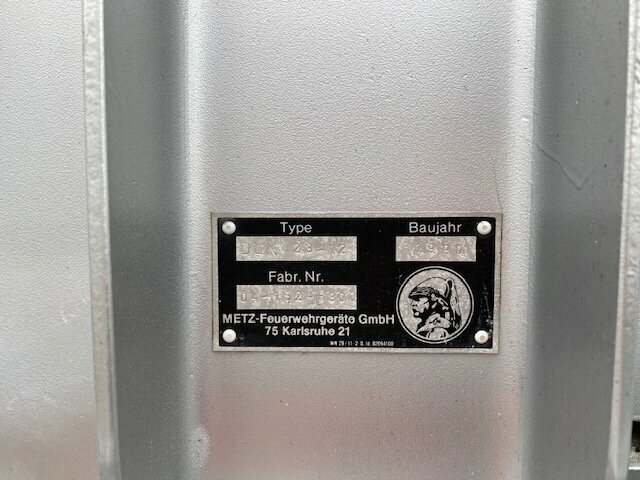 Type Baujahr
DLK 23-12
Fabr. Nr.
METZ-Feuerwehrgeräte GmbH
75 Karlsruhe 21